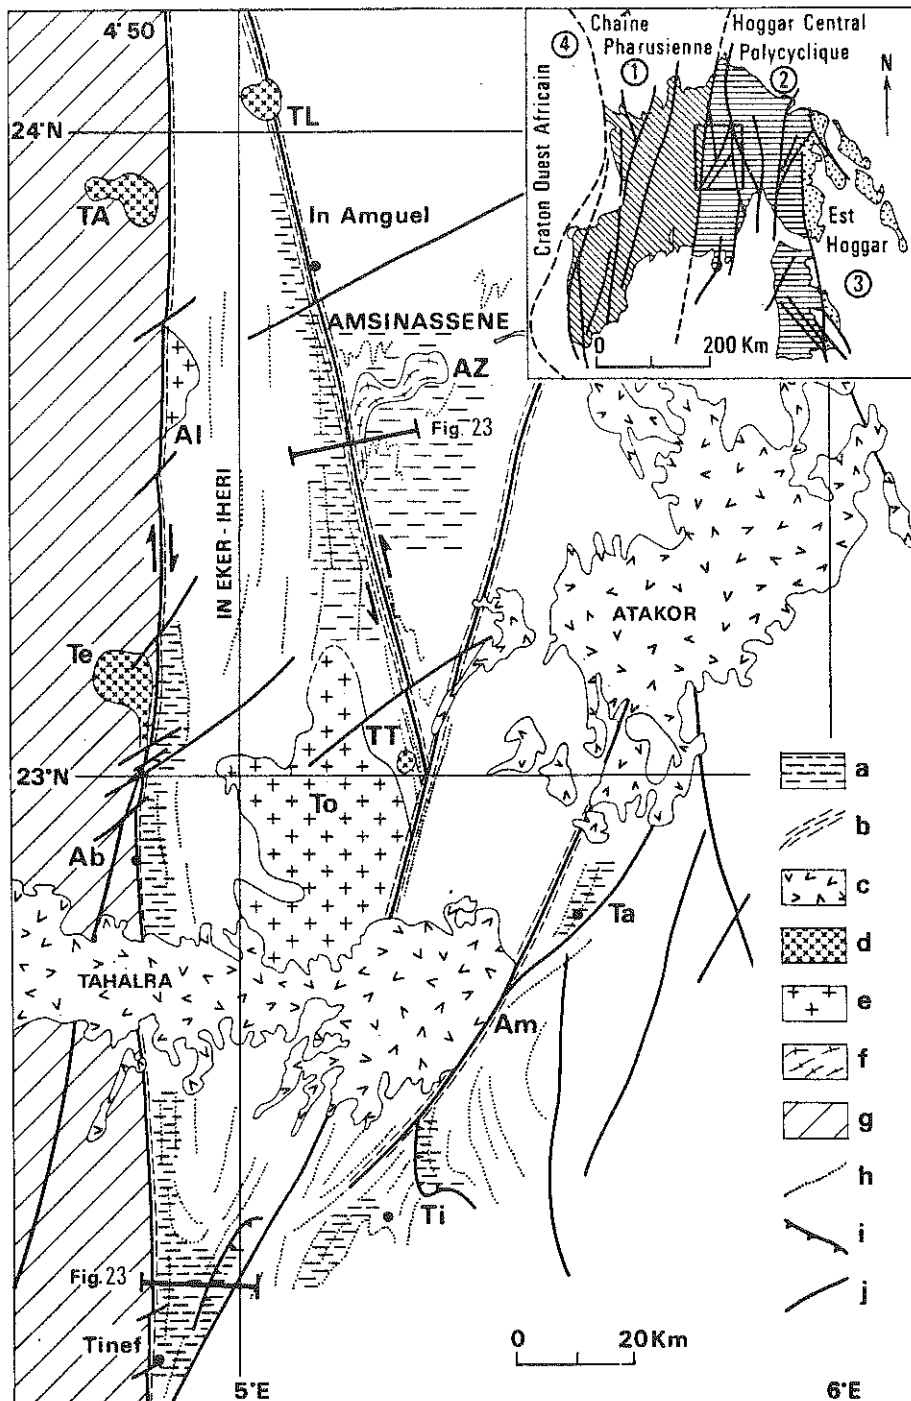 4°50
24°N
TL
TA
In Amguel
AMSINASSENE
AZ
Fig. 23
AI
IN EKER-IHERI
ATAKOR
Te
TT
23°N
To
Ab
Ta
TAHALRA
Am
Ti
Fig. 23
Tinef
0 20Km
5°E
6°E
Chaîne
Pharusienne
Hoggar Central
Polycyclique
4
1
2
N
Craton Ouest Africain
Est
Hoggar
3
0 200 Km
a
b
c
d
e
f
g
h
i
j